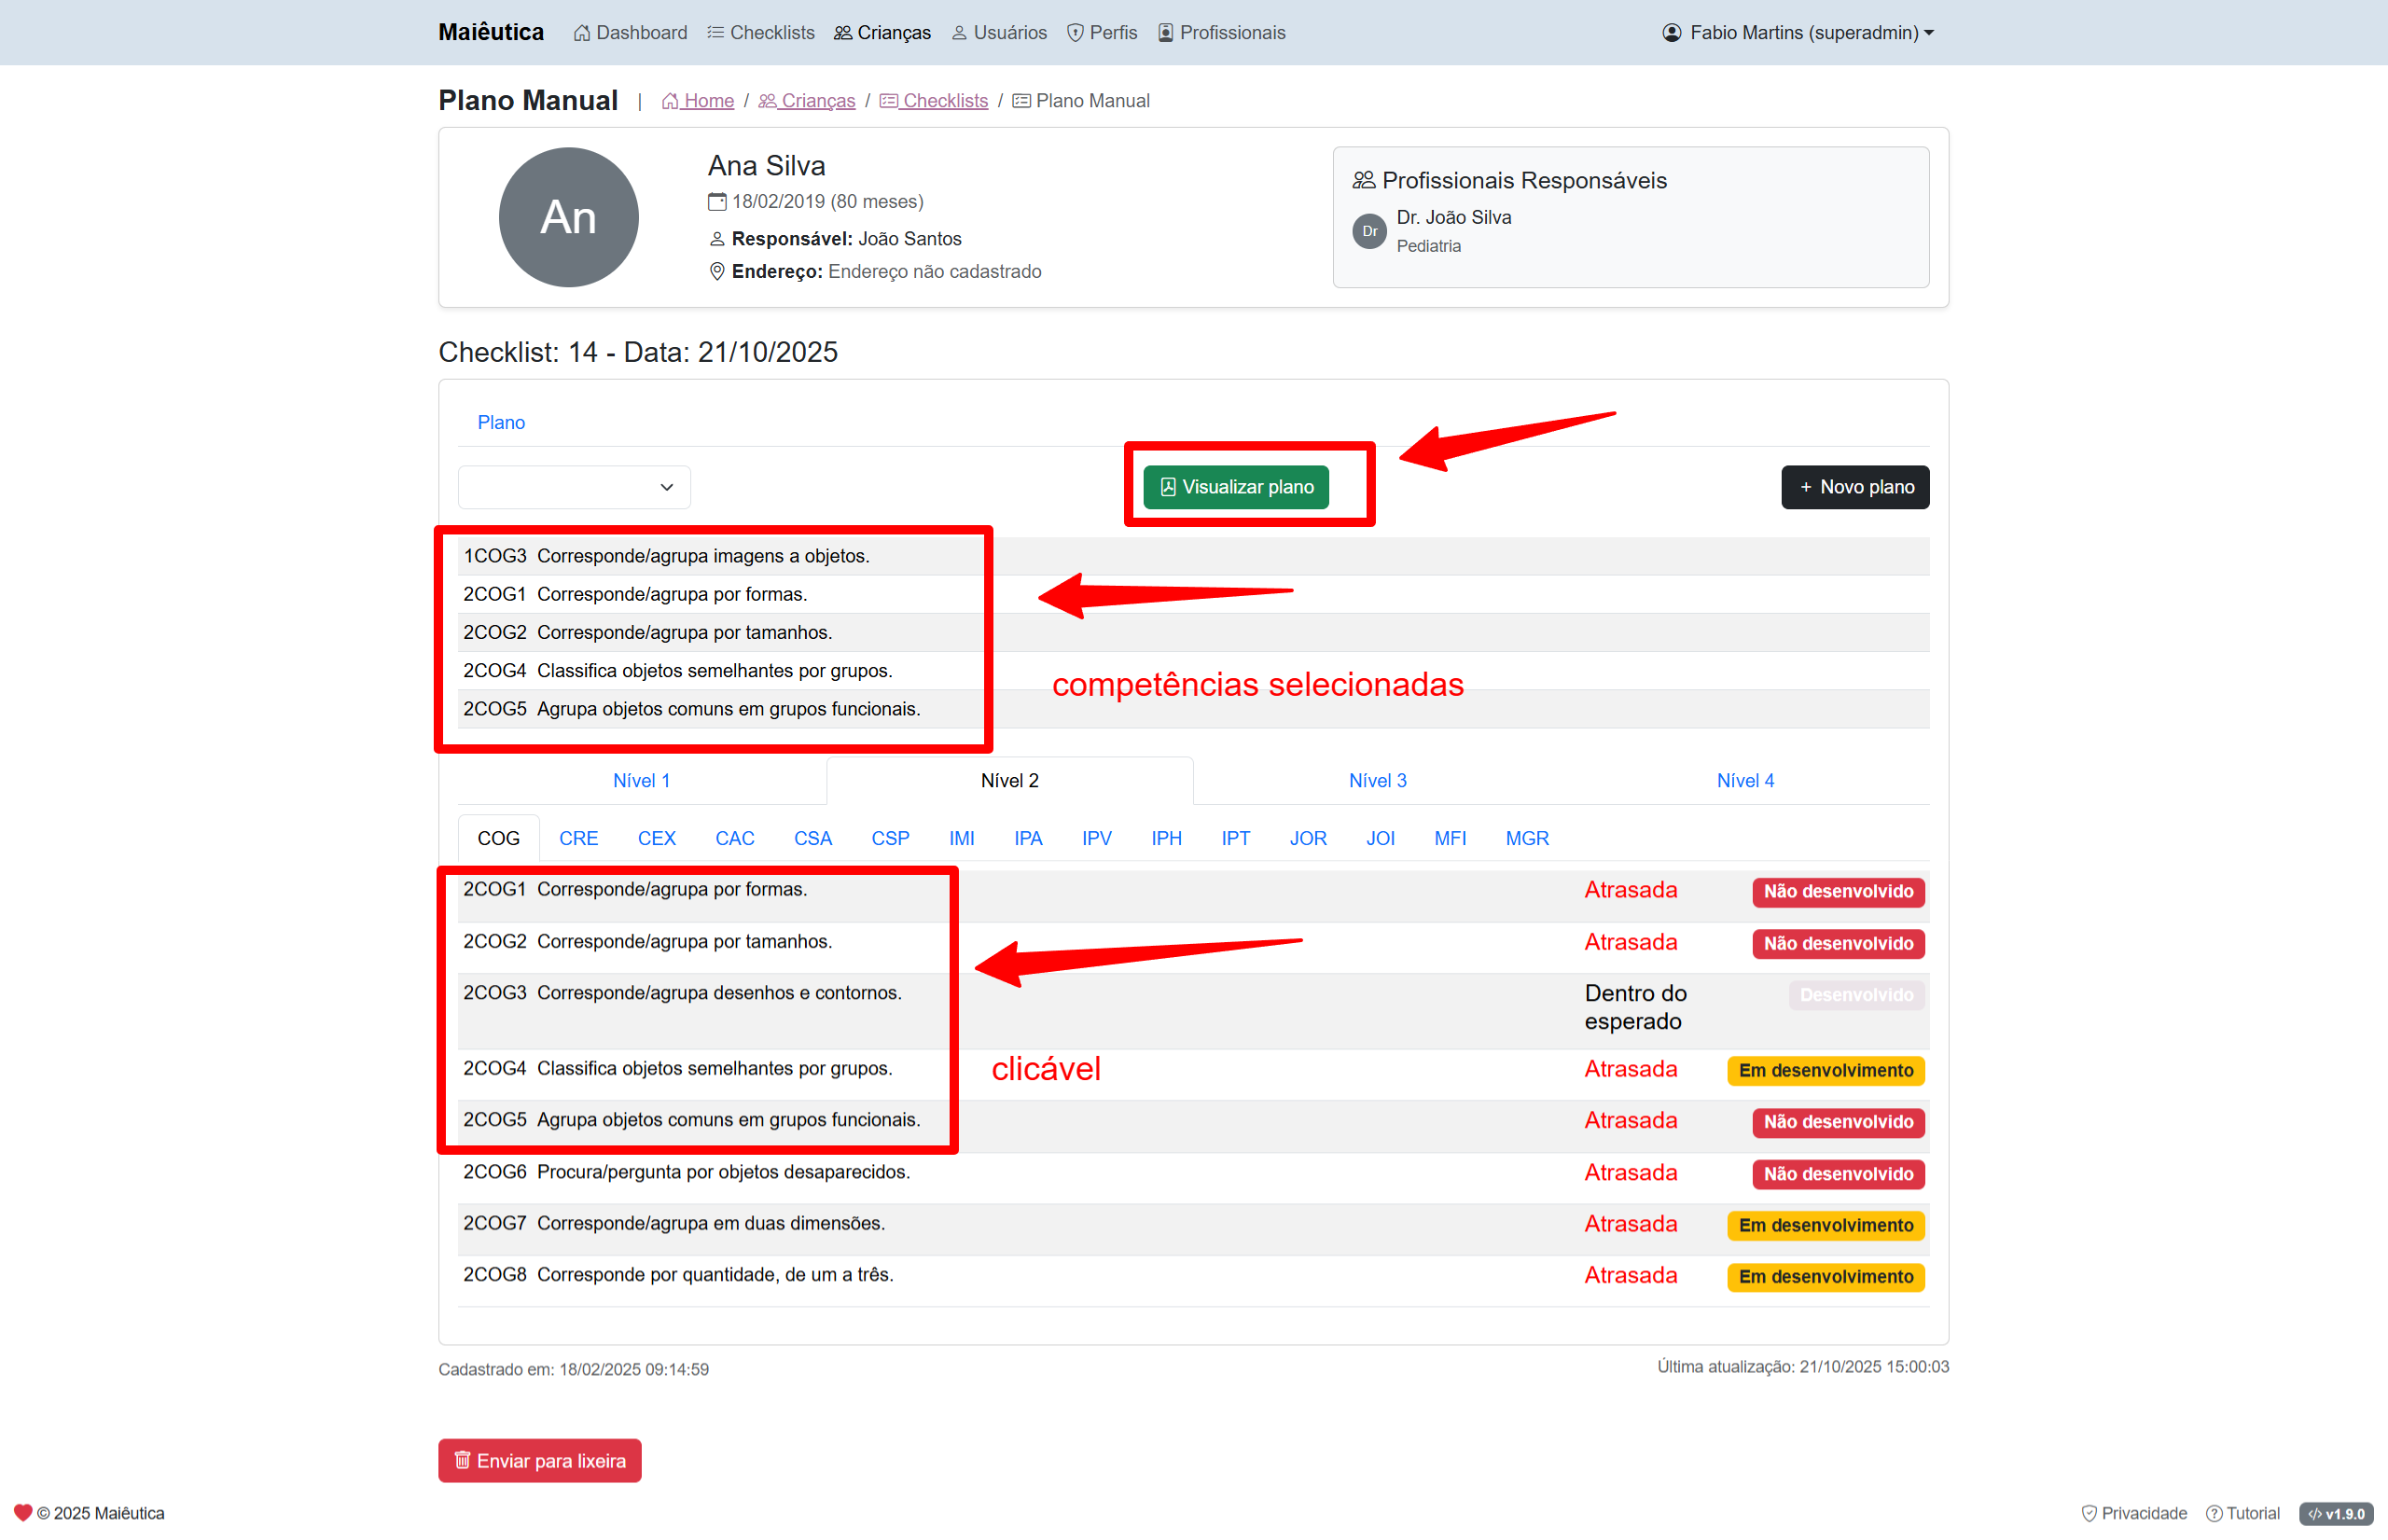 Maiêutica Dashboard Checklists Crianças Usuários Perfis Profissionais Fabio Martins (superadmin)
Plano Manual | Home / Crianças / Checklists / Plano Manual
An
Ana Silva
18/02/2019 (80 meses)
Responsável: João Santos
Endereço: Endereço não cadastrado
Profissionais Responsáveis
Dr
Dr. João Silva
Pediatria
Checklist: 14 - Data: 21/10/2025
Plano
Visualizar plano
+ Novo plano
1COG3 Corresponde/agrupa imagens a objetos.
2COG1 Corresponde/agrupa por formas.
2COG2 Corresponde/agrupa por tamanhos.
2COG4 Classifica objetos semelhantes por grupos.
2COG5 Agrupa objetos comuns em grupos funcionais.
competências selecionadas
Nível 1 Nível 2 Nível 3 Nível 4
COG CRE CEX CAC CSA CSP IMI IPA IPV IPH IPT JOR JOI MFI MGR
2COG1 Corresponde/agrupa por formas. Atrasada Não desenvolvido
2COG2 Corresponde/agrupa por tamanhos. Atrasada Não desenvolvido
2COG3 Corresponde/agrupa desenhos e contornos. Dentro do esperado Desenvolvido
2COG4 Classifica objetos semelhantes por grupos. Atrasada Em desenvolvimento
clicável
2COG5 Agrupa objetos comuns em grupos funcionais. Atrasada Não desenvolvido
2COG6 Procura/pergunta por objetos desaparecidos. Atrasada Não desenvolvido
2COG7 Corresponde/agrupa em duas dimensões. Atrasada Em desenvolvimento
2COG8 Corresponde por quantidade, de um a três. Atrasada Em desenvolvimento
Cadastrado em: 18/02/2025 09:14:59
Última atualização: 21/10/2025 15:00:03
Enviar para lixeira
© 2025 Maiêutica
Privacidade Tutorial </> v1.9.0